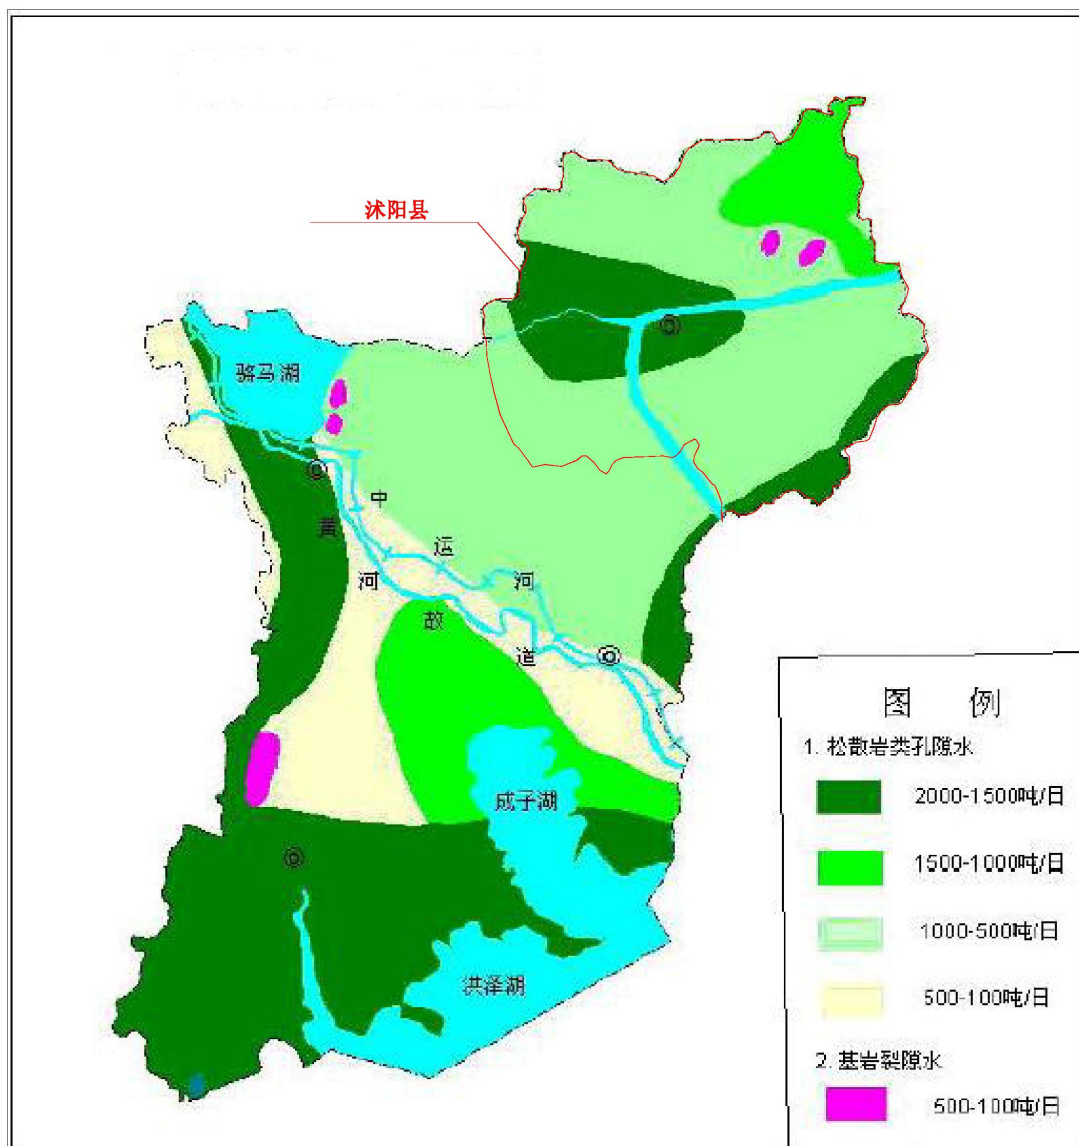 沭阳县
骆马湖
中运河
黄河故道
成子湖
洪泽湖
图 例
1. 松散岩类孔隙水
2000-1500吨/日
1500-1000吨/日
1000-500吨/日
500-100吨/日
2. 基岩裂隙水
500-100吨/日